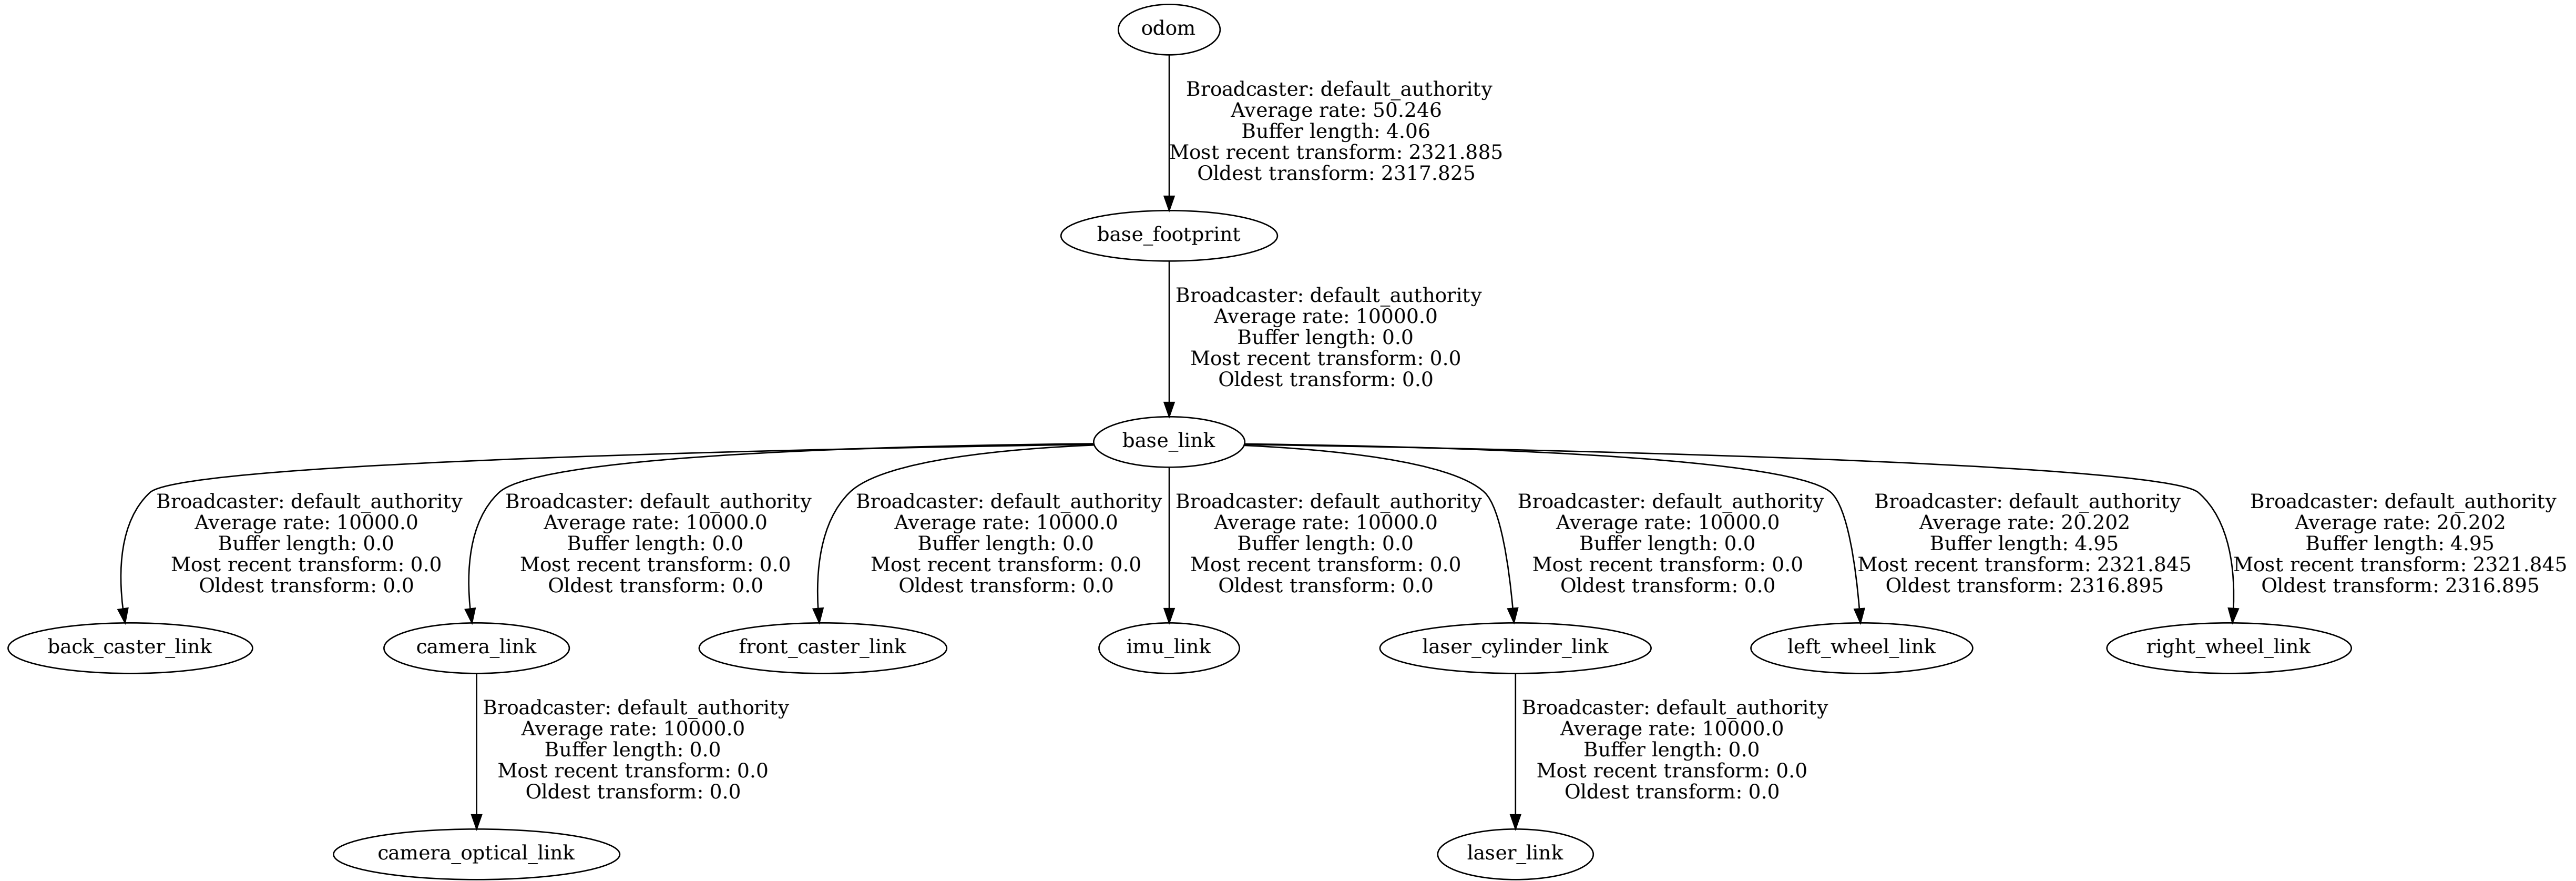 odom
Broadcaster: default_authority
Average rate: 50.246
Buffer length: 4.06
Most recent transform: 2321.885
Oldest transform: 2317.825
base_footprint
Broadcaster: default_authority
Average rate: 10000.0
Buffer length: 0.0
Most recent transform: 0.0
Oldest transform: 0.0
base_link
Broadcaster: default_authority
Average rate: 10000.0
Buffer length: 0.0
Most recent transform: 0.0
Oldest transform: 0.0
Broadcaster: default_authority
Average rate: 10000.0
Buffer length: 0.0
Most recent transform: 0.0
Oldest transform: 0.0
Broadcaster: default_authority
Average rate: 10000.0
Buffer length: 0.0
Most recent transform: 0.0
Oldest transform: 0.0
Broadcaster: default_authority
Average rate: 10000.0
Buffer length: 0.0
Most recent transform: 0.0
Oldest transform: 0.0
Broadcaster: default_authority
Average rate: 10000.0
Buffer length: 0.0
Most recent transform: 0.0
Oldest transform: 0.0
Broadcaster: default_authority
Average rate: 20.202
Buffer length: 4.95
Most recent transform: 2321.845
Oldest transform: 2316.895
Broadcaster: default_authority
Average rate: 20.202
Buffer length: 4.95
Most recent transform: 2321.845
Oldest transform: 2316.895
back_caster_link
camera_link
front_caster_link
imu_link
laser_cylinder_link
left_wheel_link
right_wheel_link
Broadcaster: default_authority
Average rate: 10000.0
Buffer length: 0.0
Most recent transform: 0.0
Oldest transform: 0.0
Broadcaster: default_authority
Average rate: 10000.0
Buffer length: 0.0
Most recent transform: 0.0
Oldest transform: 0.0
camera_optical_link
laser_link